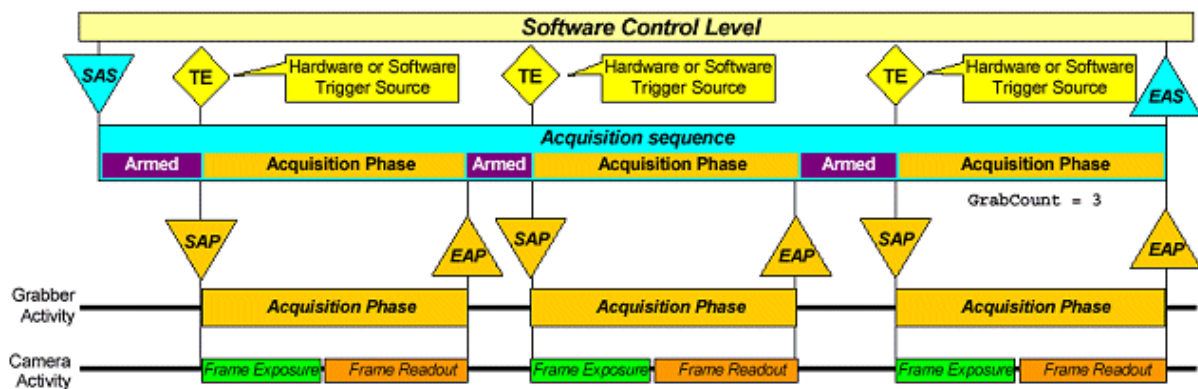 Software Control Level
SAS
TE
Hardware or Software
Trigger Source
TE
Hardware or Software
Trigger Source
TE
Hardware or Software
Trigger Source
EAS
Acquisition sequence
Armed
Acquisition Phase
Armed
Acquisition Phase
Armed
Acquisition Phase
GrabCount = 3
SAP
EAP
SAP
EAP
SAP
EAP
Grabber
Activity
Acquisition Phase
Acquisition Phase
Acquisition Phase
Camera
Activity
Frame Exposure
Frame Readout
Frame Exposure
Frame Readout
Frame Exposure
Frame Readout